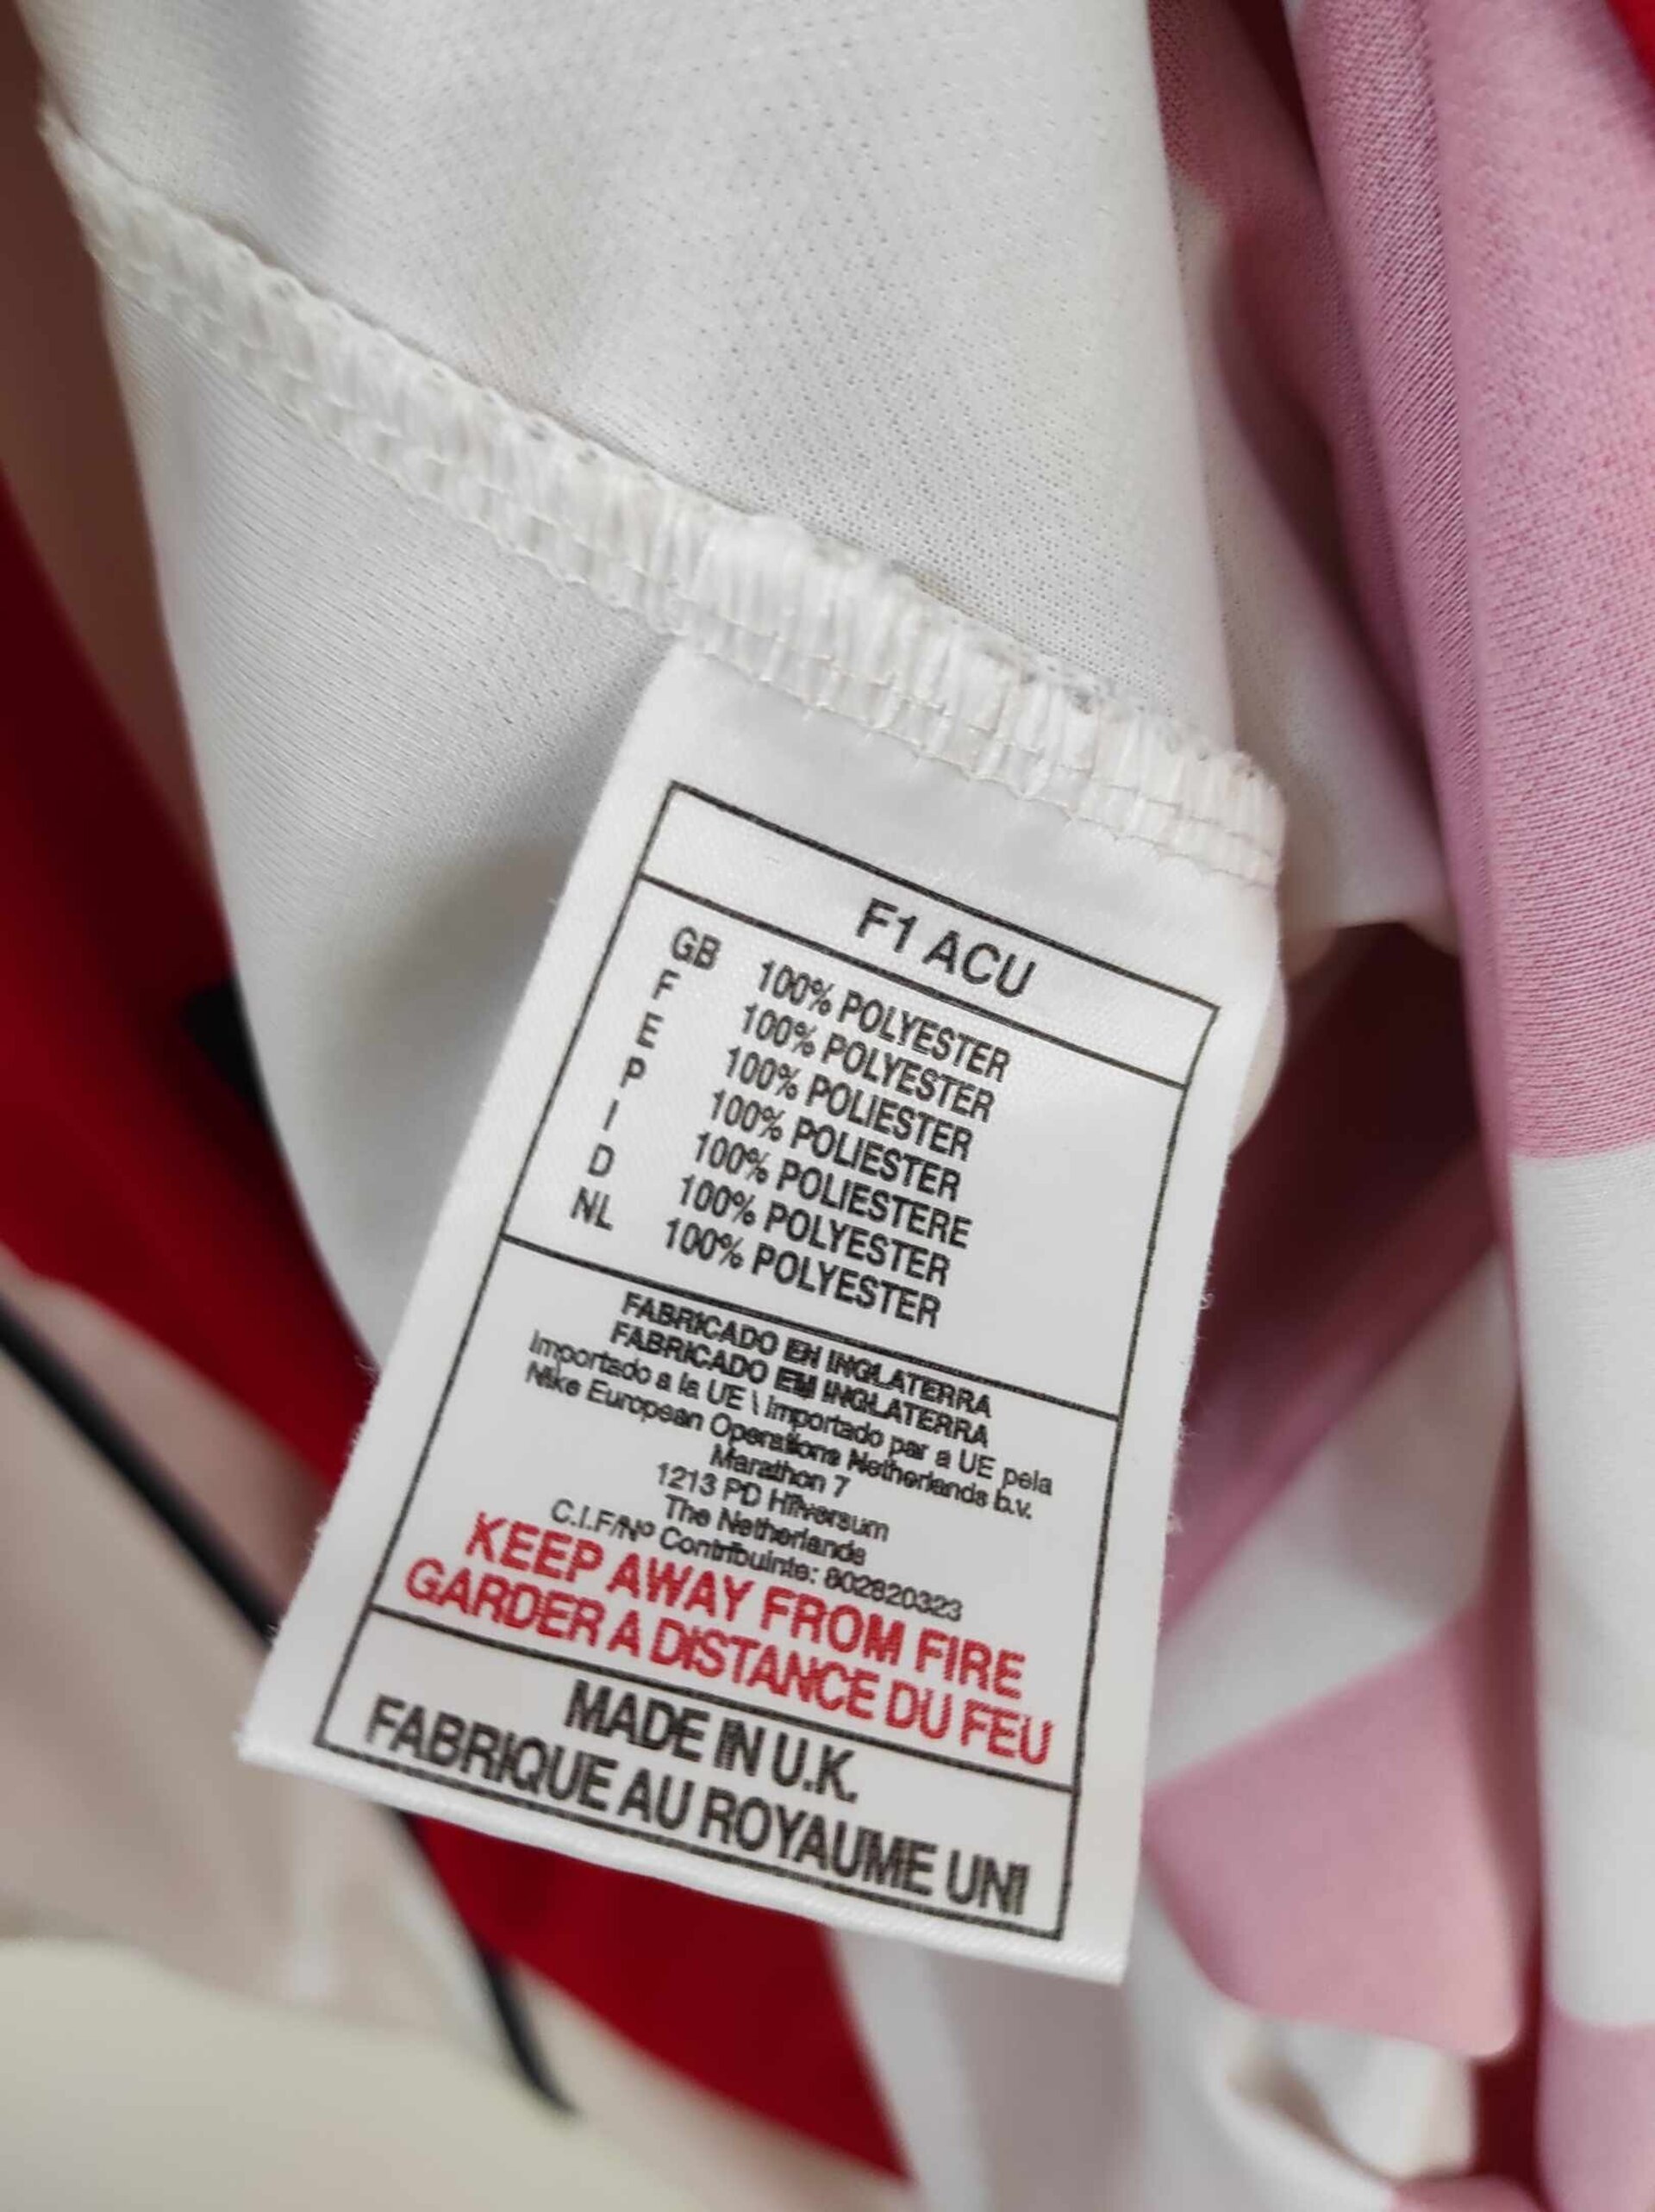 F1 ACU
GB 100% POLYESTER
F 100% POLYESTER
E 100% POLIESTER
P 100% POLIESTER
I 100% POLIESTERE
D 100% POLYESTER
NL 100% POLYESTER
FABRICADO EN INGLATERRA
FABRICADO EM INGLATERRA
Importado a la UE \ Importado par a UE pela
Nike European Operations Netherlands b.v.
Marathon 7
1213 PD Hilversum
The Netherlands
C.I.F/Nº Contribuinte: 802820323
KEEP AWAY FROM FIRE
GARDER A DISTANCE DU FEU
MADE IN U.K.
FABRIQUE AU ROYAUME UNI